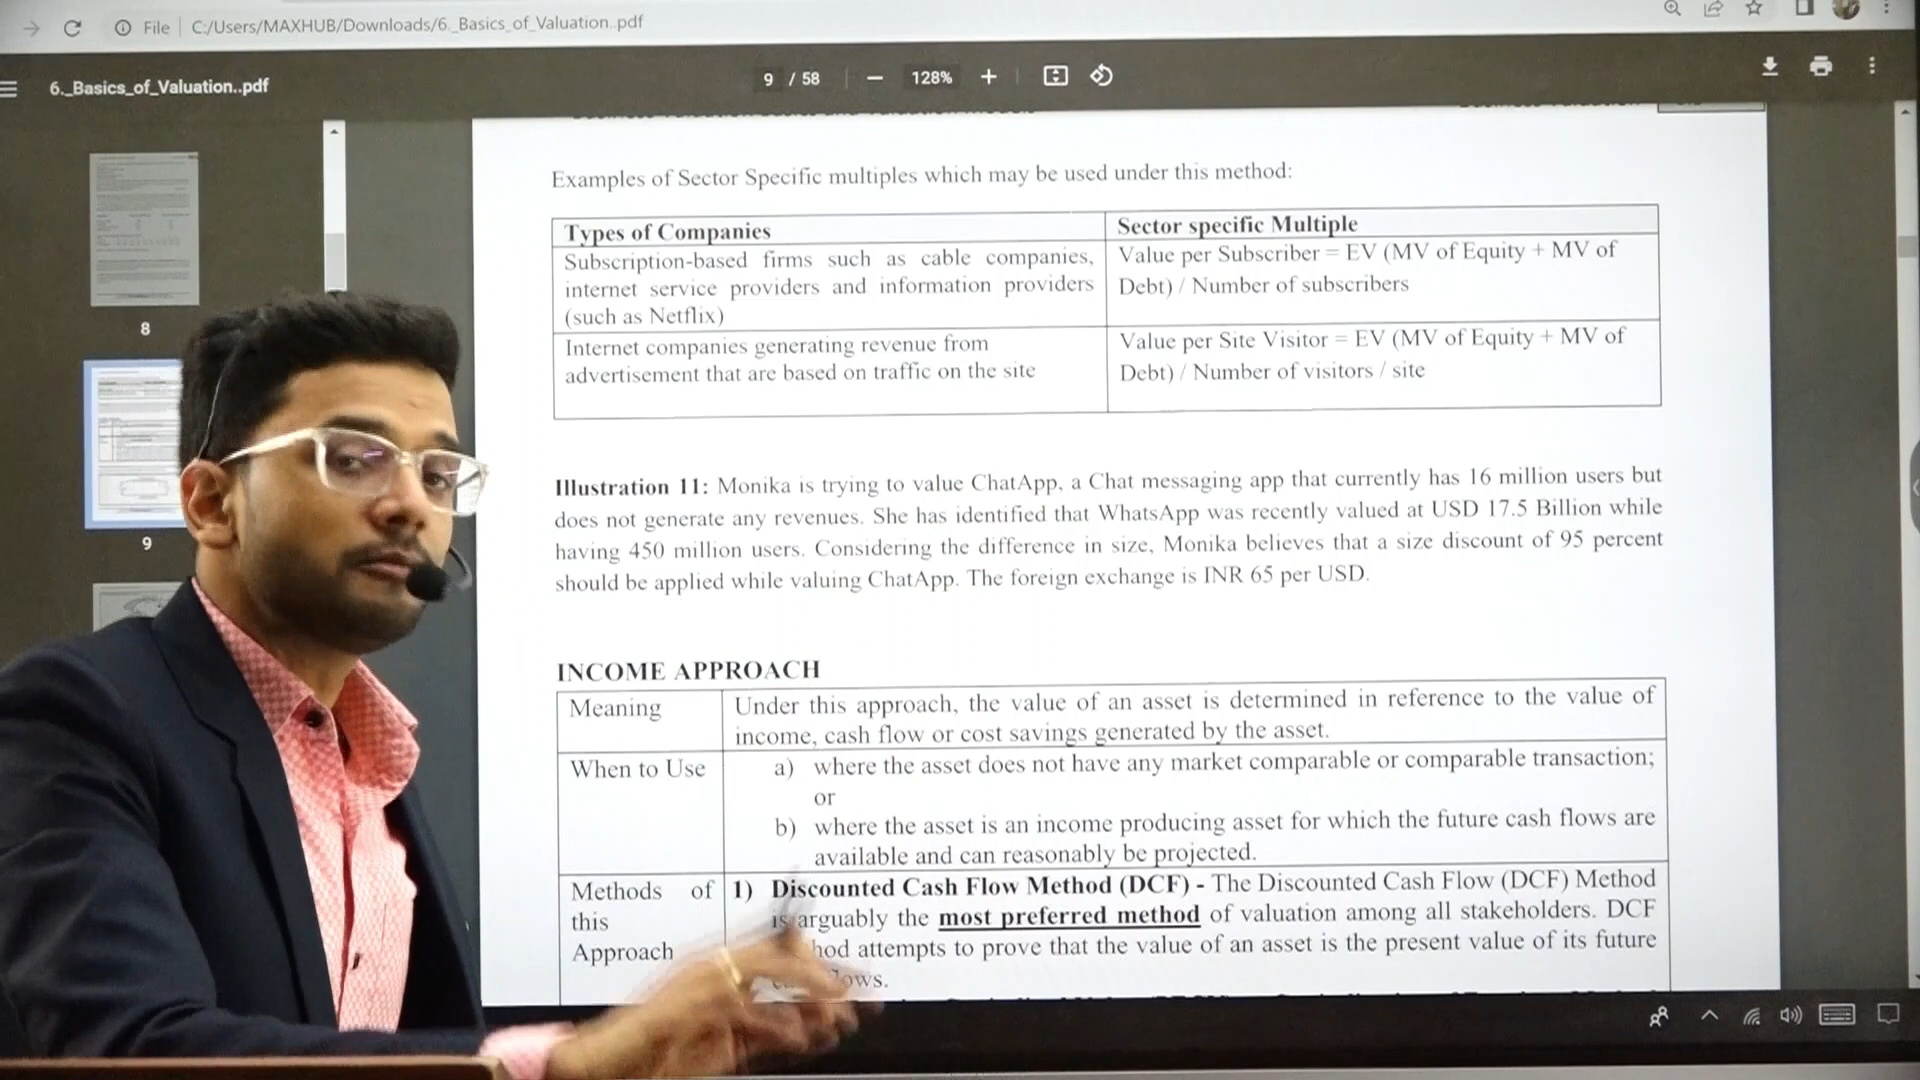 File C:/Users/MAXHUB/Downloads/6._Basics_of_Valuation..pdf
6._Basics_of_Valuation..pdf
9 / 58
128%
8
9
Examples of Sector Specific multiples which may be used under this method:
Types of Companies
Sector specific Multiple
Subscription-based firms such as cable companies,
internet service providers and information providers
(such as Netflix)
Value per Subscriber = EV (MV of Equity + MV of
Debt) / Number of subscribers
Internet companies generating revenue from
advertisement that are based on traffic on the site
Value per Site Visitor = EV (MV of Equity + MV of
Debt) / Number of visitors / site
Illustration 11: Monika is trying to value ChatApp, a Chat messaging app that currently has 16 million users but
does not generate any revenues. She has identified that WhatsApp was recently valued at USD 17.5 Billion while
having 450 million users. Considering the difference in size, Monika believes that a size discount of 95 percent
should be applied while valuing ChatApp. The foreign exchange is INR 65 per USD.
INCOME APPROACH
Meaning
Under this approach, the value of an asset is determined in reference to the value of
income, cash flow or cost savings generated by the asset.
When to Use
a) where the asset does not have any market comparable or comparable transaction;
or
b) where the asset is an income producing asset for which the future cash flows are
available and can reasonably be projected.
Methods of
this
Approach
1) Discounted Cash Flow Method (DCF) - The Discounted Cash Flow (DCF) Method
is arguably the most preferred method of valuation among all stakeholders. DCF
attempts to prove that the value of an asset is the present value of its future